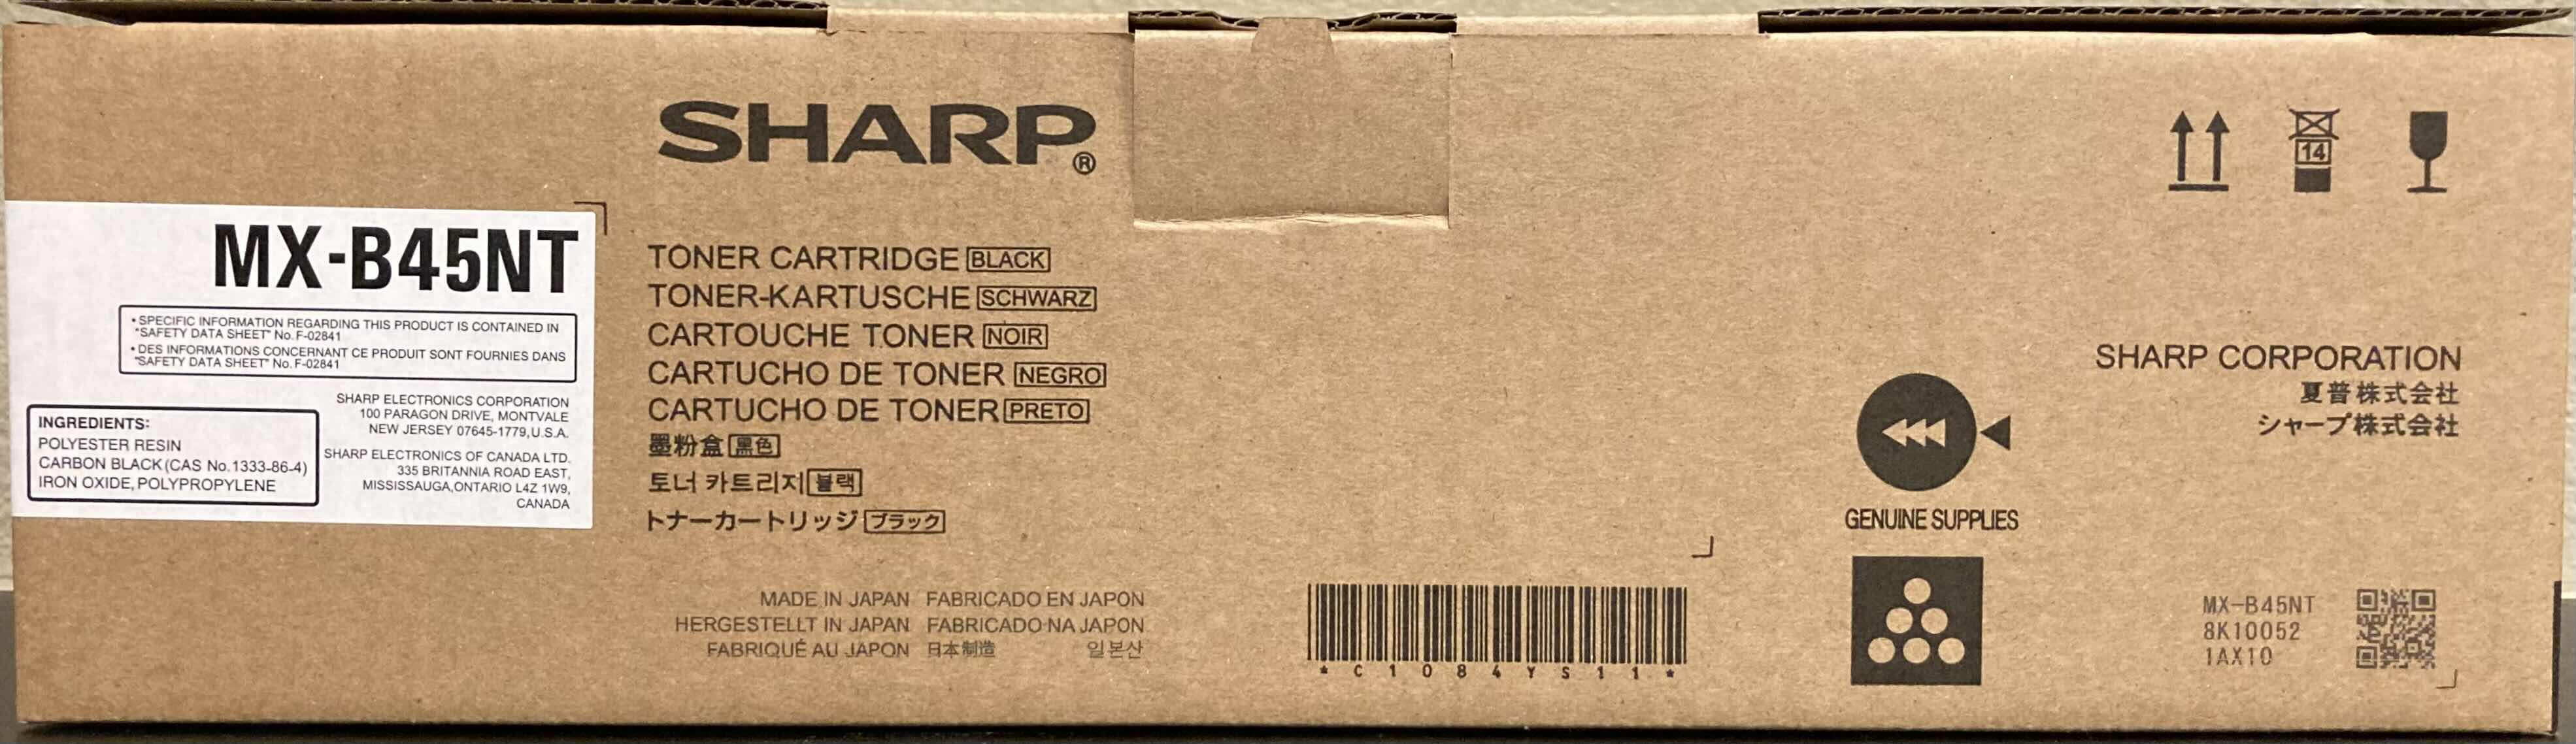 SHARP®
14
MX-B45NT
• SPECIFIC INFORMATION REGARDING THIS PRODUCT IS CONTAINED IN
"SAFETY DATA SHEET" No. F-02841
• DES INFORMATIONS CONCERNANT CE PRODUIT SONT FOURNIES DANS
"SAFETY DATA SHEET" No. F-02841
SHARP ELECTRONICS CORPORATION
100 PARAGON DRIVE, MONTVALE
NEW JERSEY 07645-1779, U.S.A.
SHARP ELECTRONICS OF CANADA LTD.
335 BRITANNIA ROAD EAST,
MISSISSAUGA, ONTARIO L4Z 1W9,
CANADA
INGREDIENTS:
POLYESTER RESIN
CARBON BLACK (CAS No. 1333-86-4)
IRON OXIDE, POLYPROPYLENE
TONER CARTRIDGE BLACK
TONER-KARTUSCHE SCHWARZ
CARTOUCHE TONER NOIR
CARTUCHO DE TONER NEGRO
CARTUCHO DE TONER PRETO
墨粉盒 黑色
토너 카트리지 블랙
トナーカートリッジ ブラック
MADE IN JAPAN FABRICADO EN JAPON
HERGESTELLT IN JAPAN FABRICADO NA JAPON
FABRIQUÉ AU JAPON 日本制造 일본산
*C1084YS11*
GENUINE SUPPLIES
SHARP CORPORATION
夏普株式会社
シャープ株式会社
MX-B45NT
8K10052
1AX10